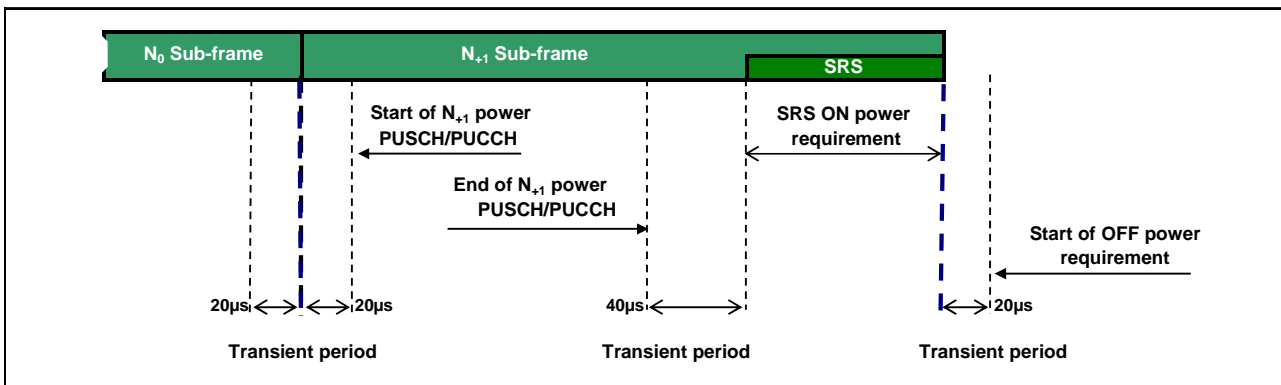 N₀ Sub-frame
N₊₁ Sub-frame
SRS
Start of N₊₁ power
PUSCH/PUCCH
SRS ON power
requirement
End of N₊₁ power
PUSCH/PUCCH
Start of OFF power
requirement
20µs
20µs
40µs
20µs
Transient period
Transient period
Transient period